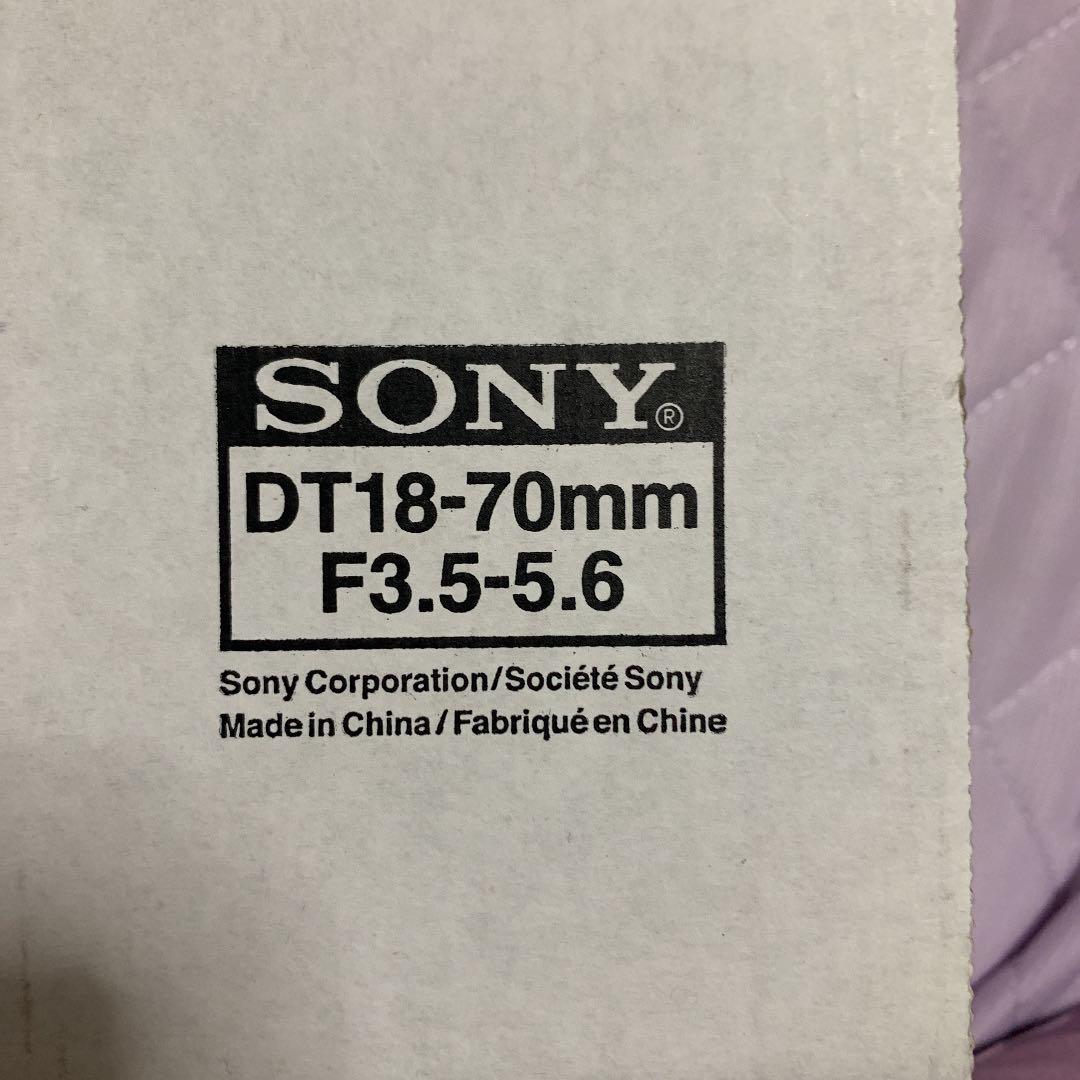 SONY®
DT18-70mm
F3.5-5.6
Sony Corporation/Société Sony
Made in China/Fabriqué en Chine